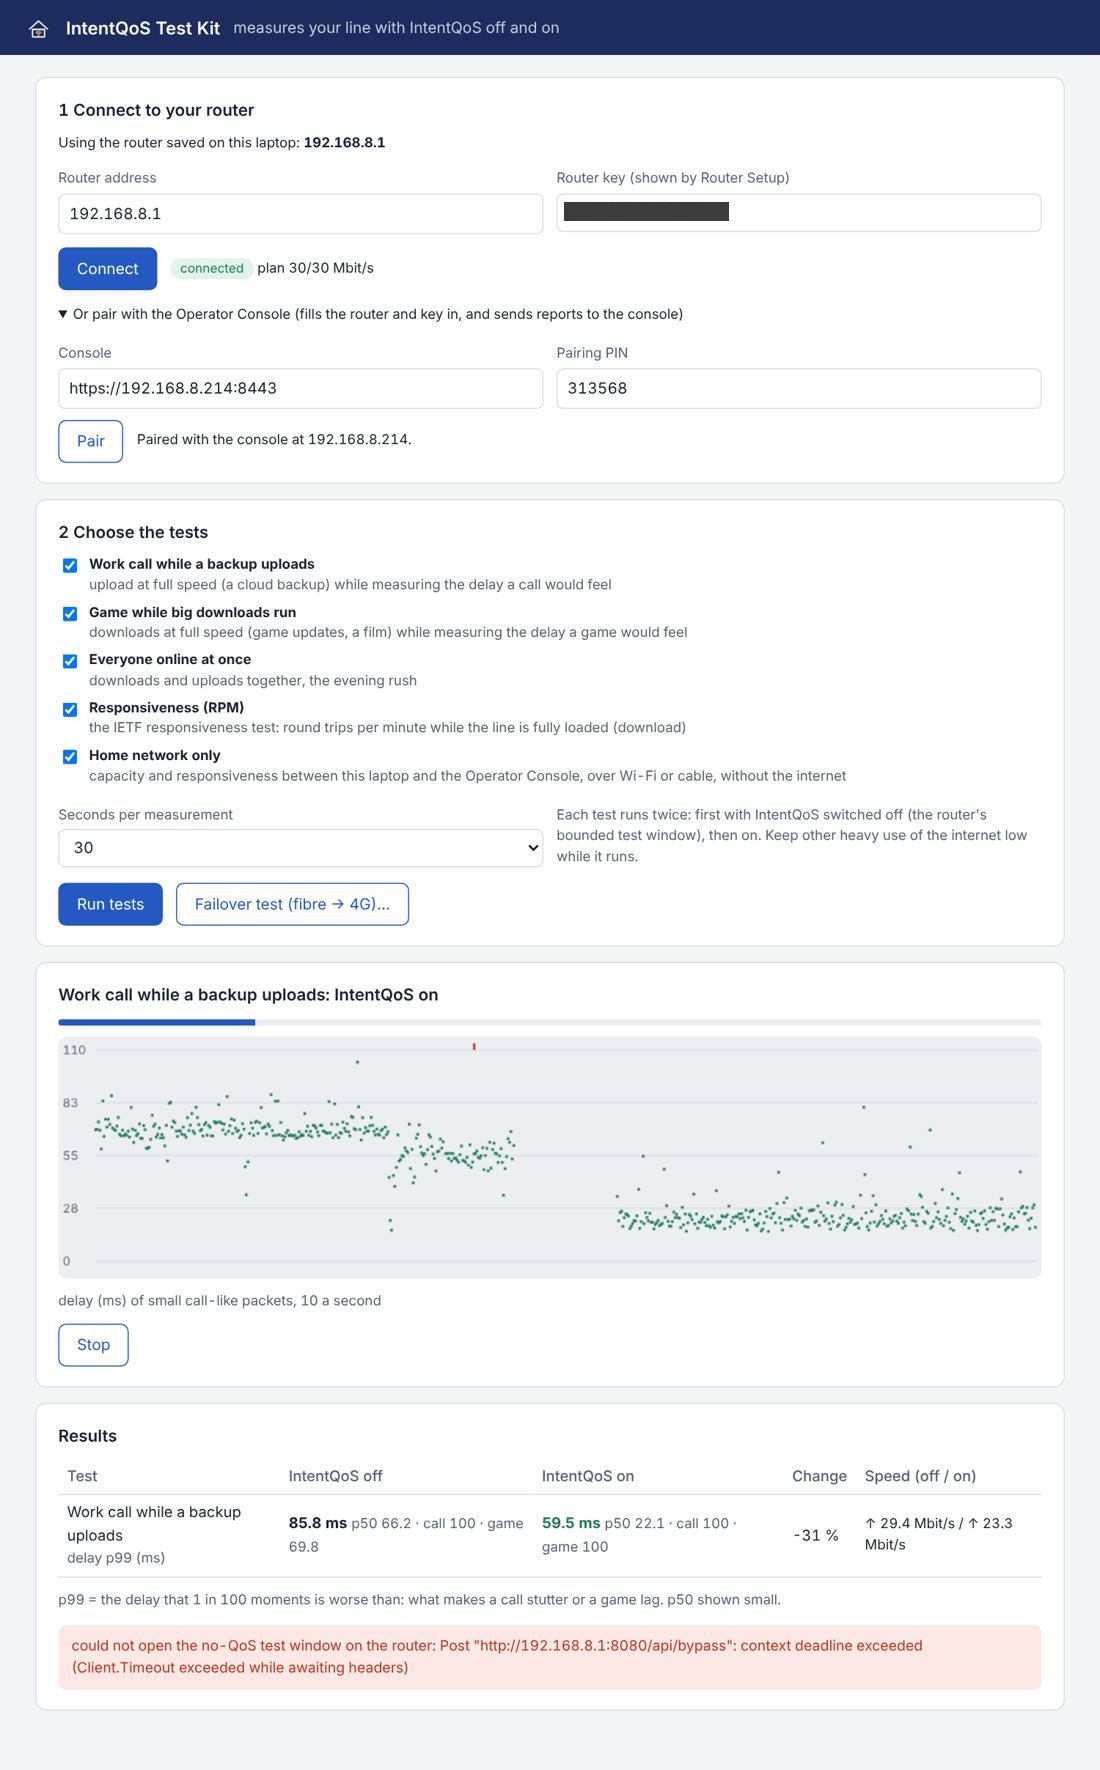 IntentQoS Test Kit measures your line with IntentQoS off and on
1 Connect to your router
Using the router saved on this laptop: 192.168.8.1
Router address
Router key (shown by Router Setup)
192.168.8.1
Connect
connected plan 30/30 Mbit/s
▼ Or pair with the Operator Console (fills the router and key in, and sends reports to the console)
Console
Pairing PIN
https://192.168.8.214:8443
313568
Pair
Paired with the console at 192.168.8.214.
2 Choose the tests
Work call while a backup uploads
upload at full speed (a cloud backup) while measuring the delay a call would feel
Game while big downloads run
downloads at full speed (game updates, a film) while measuring the delay a game would feel
Everyone online at once
downloads and uploads together, the evening rush
Responsiveness (RPM)
the IETF responsiveness test: round trips per minute while the line is fully loaded (download)
Home network only
capacity and responsiveness between this laptop and the Operator Console, over Wi-Fi or cable, without the internet
Seconds per measurement
30
Each test runs twice: first with IntentQoS switched off (the router's
bounded test window), then on. Keep other heavy use of the internet low
while it runs.
Run tests
Failover test (fibre → 4G)...
Work call while a backup uploads: IntentQoS on
110
83
55
28
0
delay (ms) of small call-like packets, 10 a second
Stop
Results
Test IntentQoS off IntentQoS on Change Speed (off / on)
Work call while a backup
uploads
delay p99 (ms)
85.8 ms p50 66.2 · call 100 · game
69.8
59.5 ms p50 22.1 · call 100 ·
game 100
-31 %
↑ 29.4 Mbit/s / ↑ 23.3
Mbit/s
p99 = the delay that 1 in 100 moments is worse than: what makes a call stutter or a game lag. p50 shown small.
could not open the no-QoS test window on the router: Post "http://192.168.8.1:8080/api/bypass": context deadline exceeded
(Client.Timeout exceeded while awaiting headers)